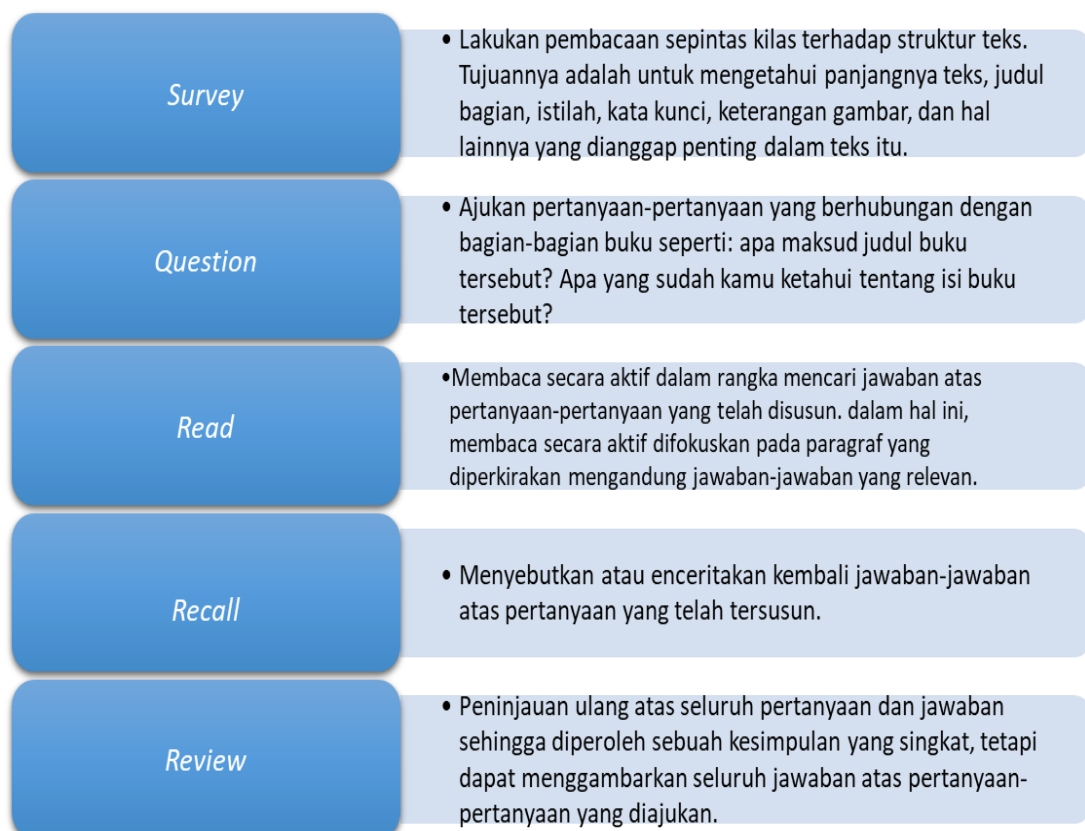 Survey
• Lakukan pembacaan sepintas kilas terhadap struktur teks.
Tujuannya adalah untuk mengetahui panjangnya teks, judul
bagian, istilah, kata kunci, keterangan gambar, dan hal
lainnya yang dianggap penting dalam teks itu.
Question
• Ajukan pertanyaan-pertanyaan yang berhubungan dengan
bagian-bagian buku seperti: apa maksud judul buku
tersebut? Apa yang sudah kamu ketahui tentang isi buku
tersebut?
Read
•Membaca secara aktif dalam rangka mencari jawaban atas
pertanyaan-pertanyaan yang telah disusun. dalam hal ini,
membaca secara aktif difokuskan pada paragraf yang
diperkirakan mengandung jawaban-jawaban yang relevan.
Recall
• Menyebutkan atau enceritakan kembali jawaban-jawaban
atas pertanyaan yang telah tersusun.
Review
• Peninjauan ulang atas seluruh pertanyaan dan jawaban
sehingga diperoleh sebuah kesimpulan yang singkat, tetapi
dapat menggambarkan seluruh jawaban atas pertanyaan-
pertanyaan yang diajukan.